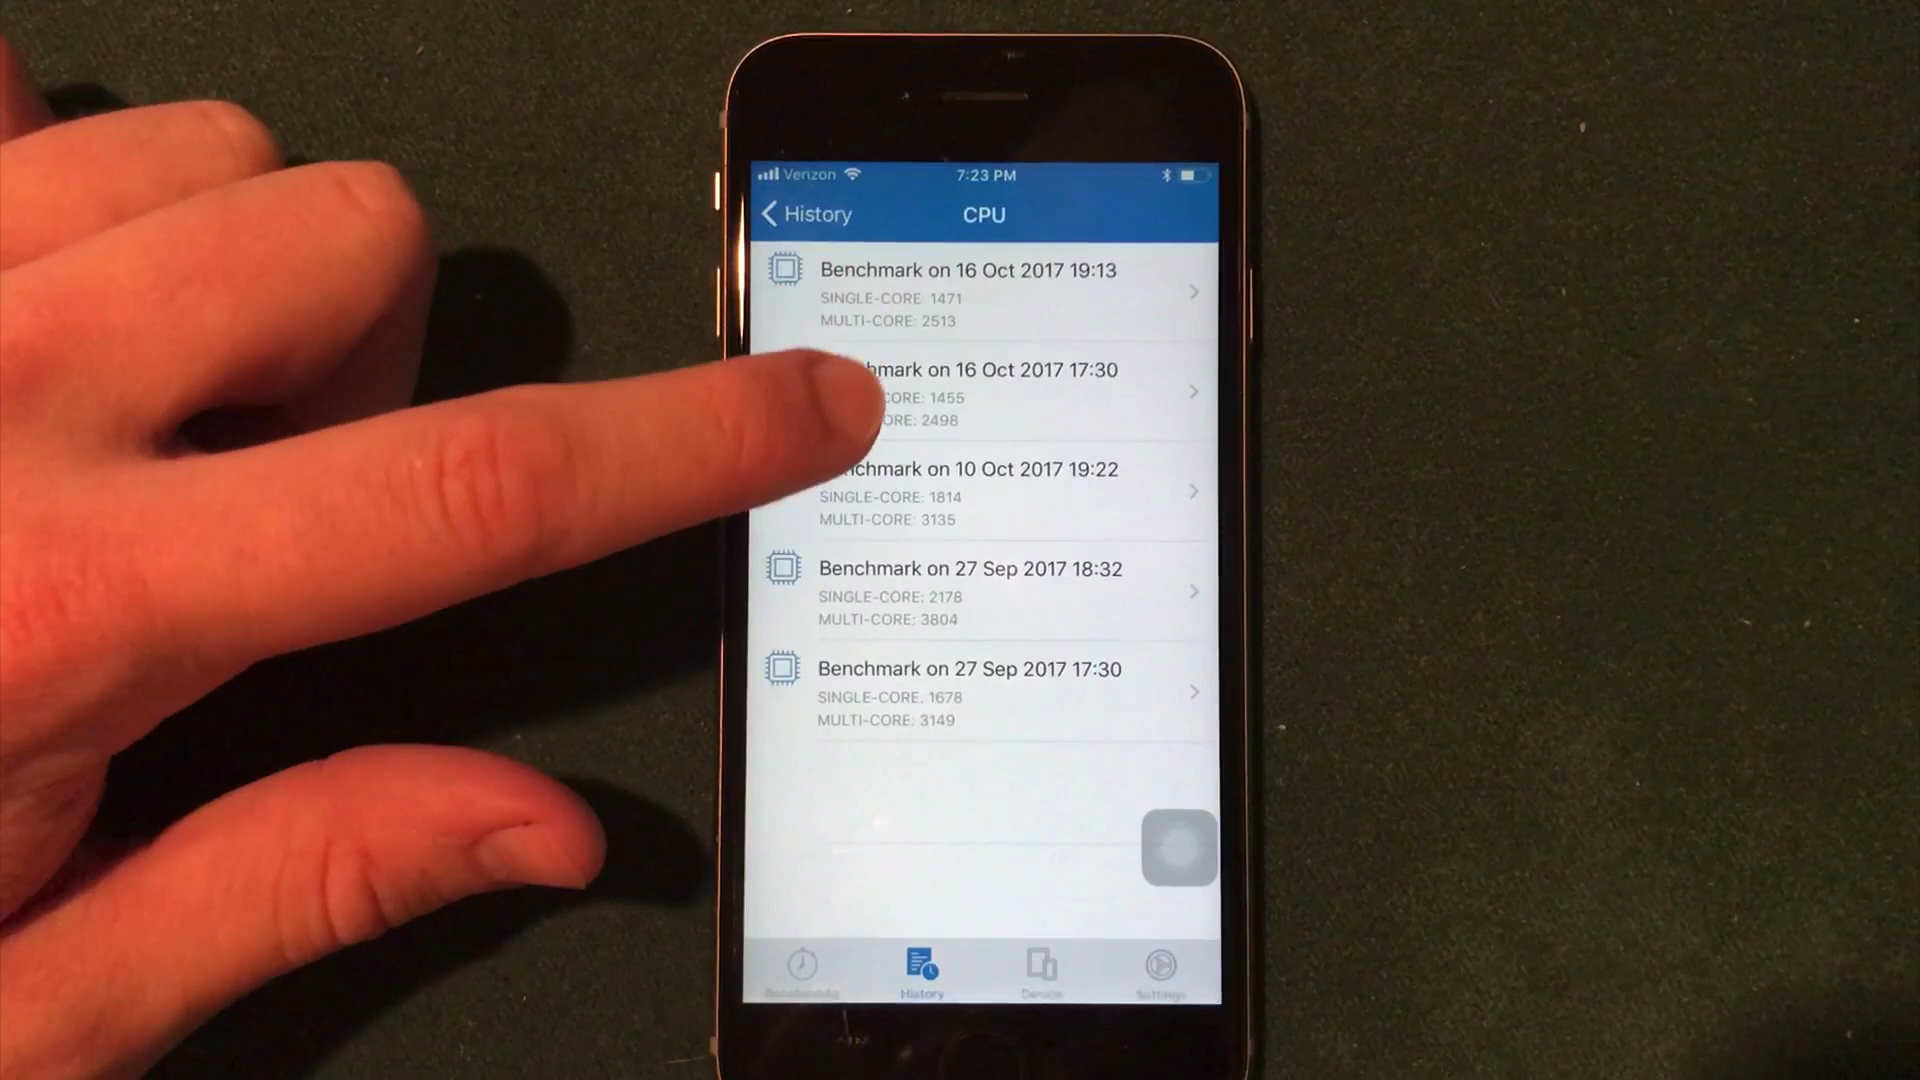 Verizon 7:23 PM
History CPU
Benchmark on 16 Oct 2017 19:13
SINGLE-CORE: 1471
MULTI-CORE: 2513
mark on 16 Oct 2017 17:30
CORE: 1455
ORE: 2498
chmark on 10 Oct 2017 19:22
SINGLE-CORE: 1814
MULTI-CORE: 3135
Benchmark on 27 Sep 2017 18:32
SINGLE-CORE: 2178
MULTI-CORE: 3804
Benchmark on 27 Sep 2017 17:30
SINGLE-CORE: 1678
MULTI-CORE: 3149
History Device Settings